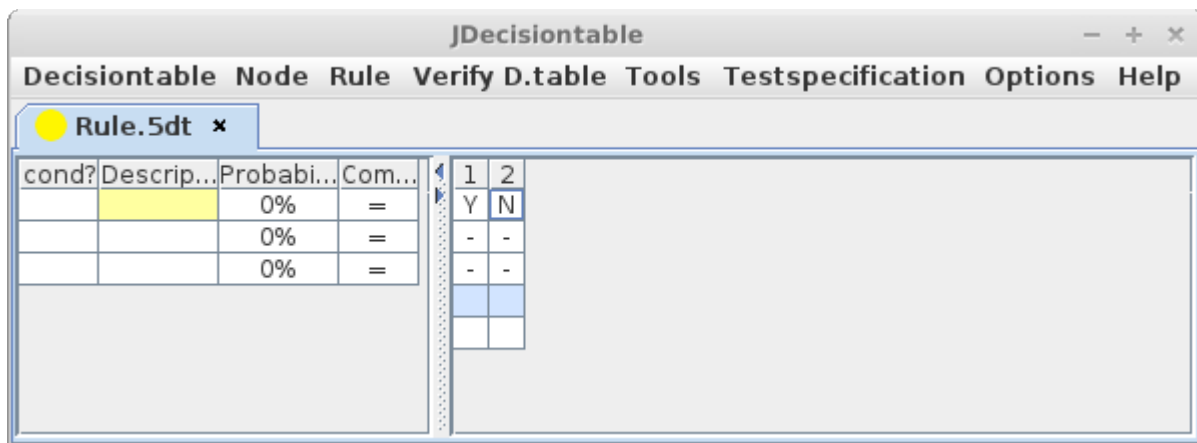 JDecisiontable
Decisiontable Node Rule Verify D.table Tools Testspecification Options Help
Rule.5dt
cond? Descrip... Probabi... Com... 1 2
0% = Y N
0% = - -
0% = - -